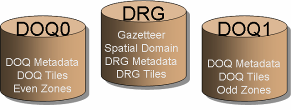 DOQ0
DOQ Metadata
DOQ Tiles
Even Zones
DRG
Gazetteer
Spatial Domain
DRG Metadata
DRG Tiles
DOQ1
DOQ Metadata
DOQ Tiles
Odd Zones